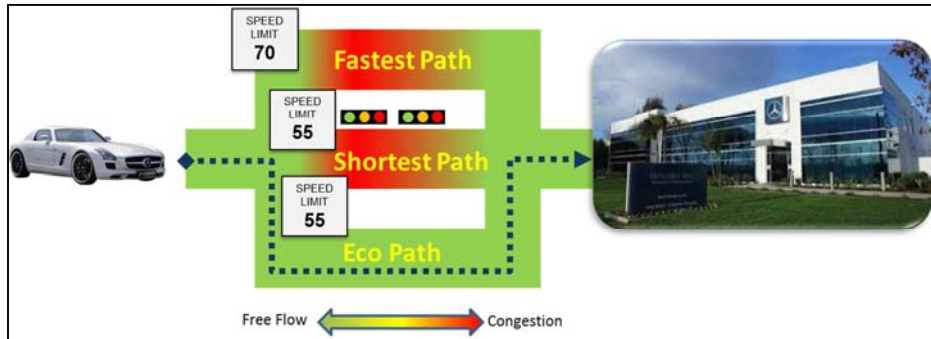 SPEED
LIMIT
70
Fastest Path
SPEED
LIMIT
55
Shortest Path
SPEED
LIMIT
55
Eco Path
Free Flow
Congestion